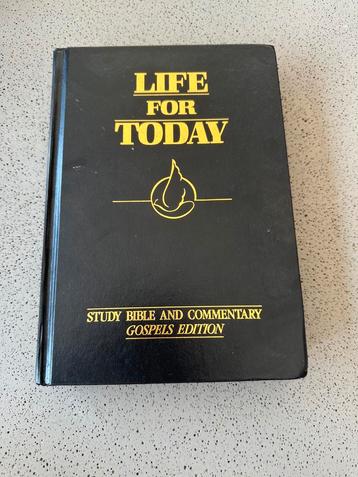 LIFE
FOR
TODAY
STUDY BIBLE AND COMMENTARY
GOSPELS EDITION